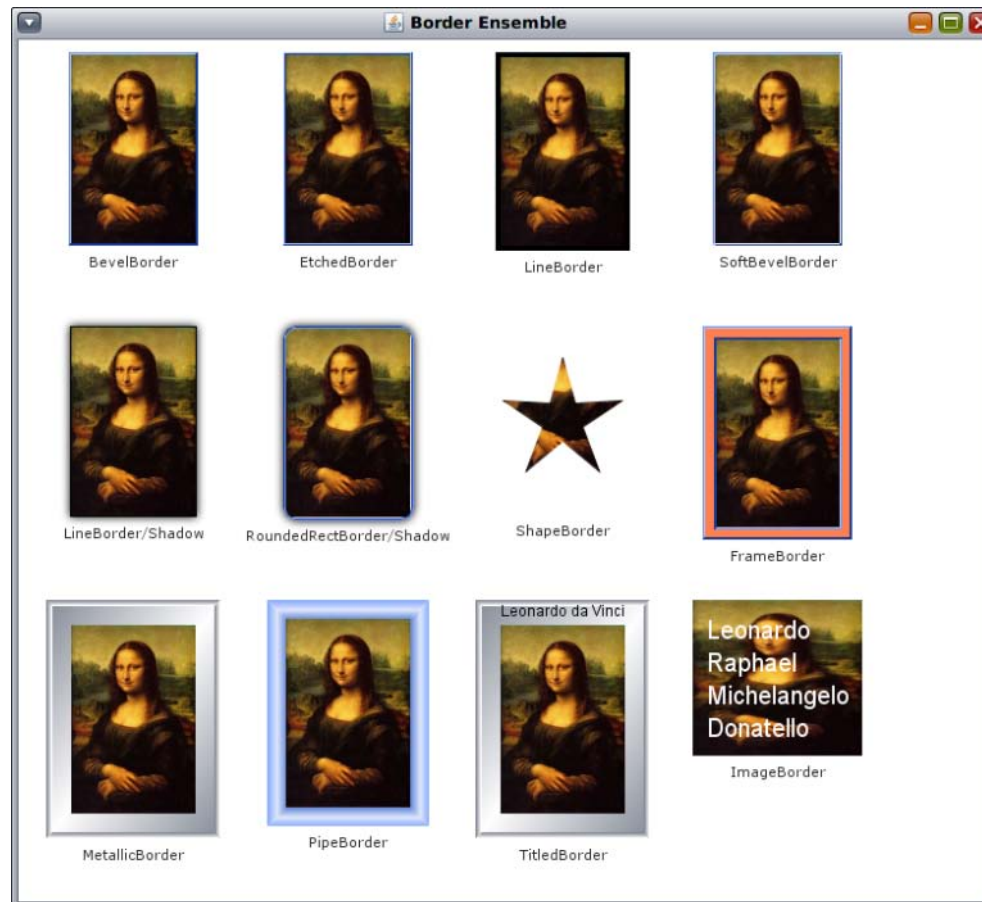 Border Ensemble
BevelBorder
EtchedBorder
LineBorder
SoftBevelBorder
LineBorder/Shadow
RoundedRectBorder/Shadow
ShapeBorder
FrameBorder
MetallicBorder
PipeBorder
Leonardo da Vinci
TitledBorder
Leonardo
Raphael
Michelangelo
Donatello
ImageBorder